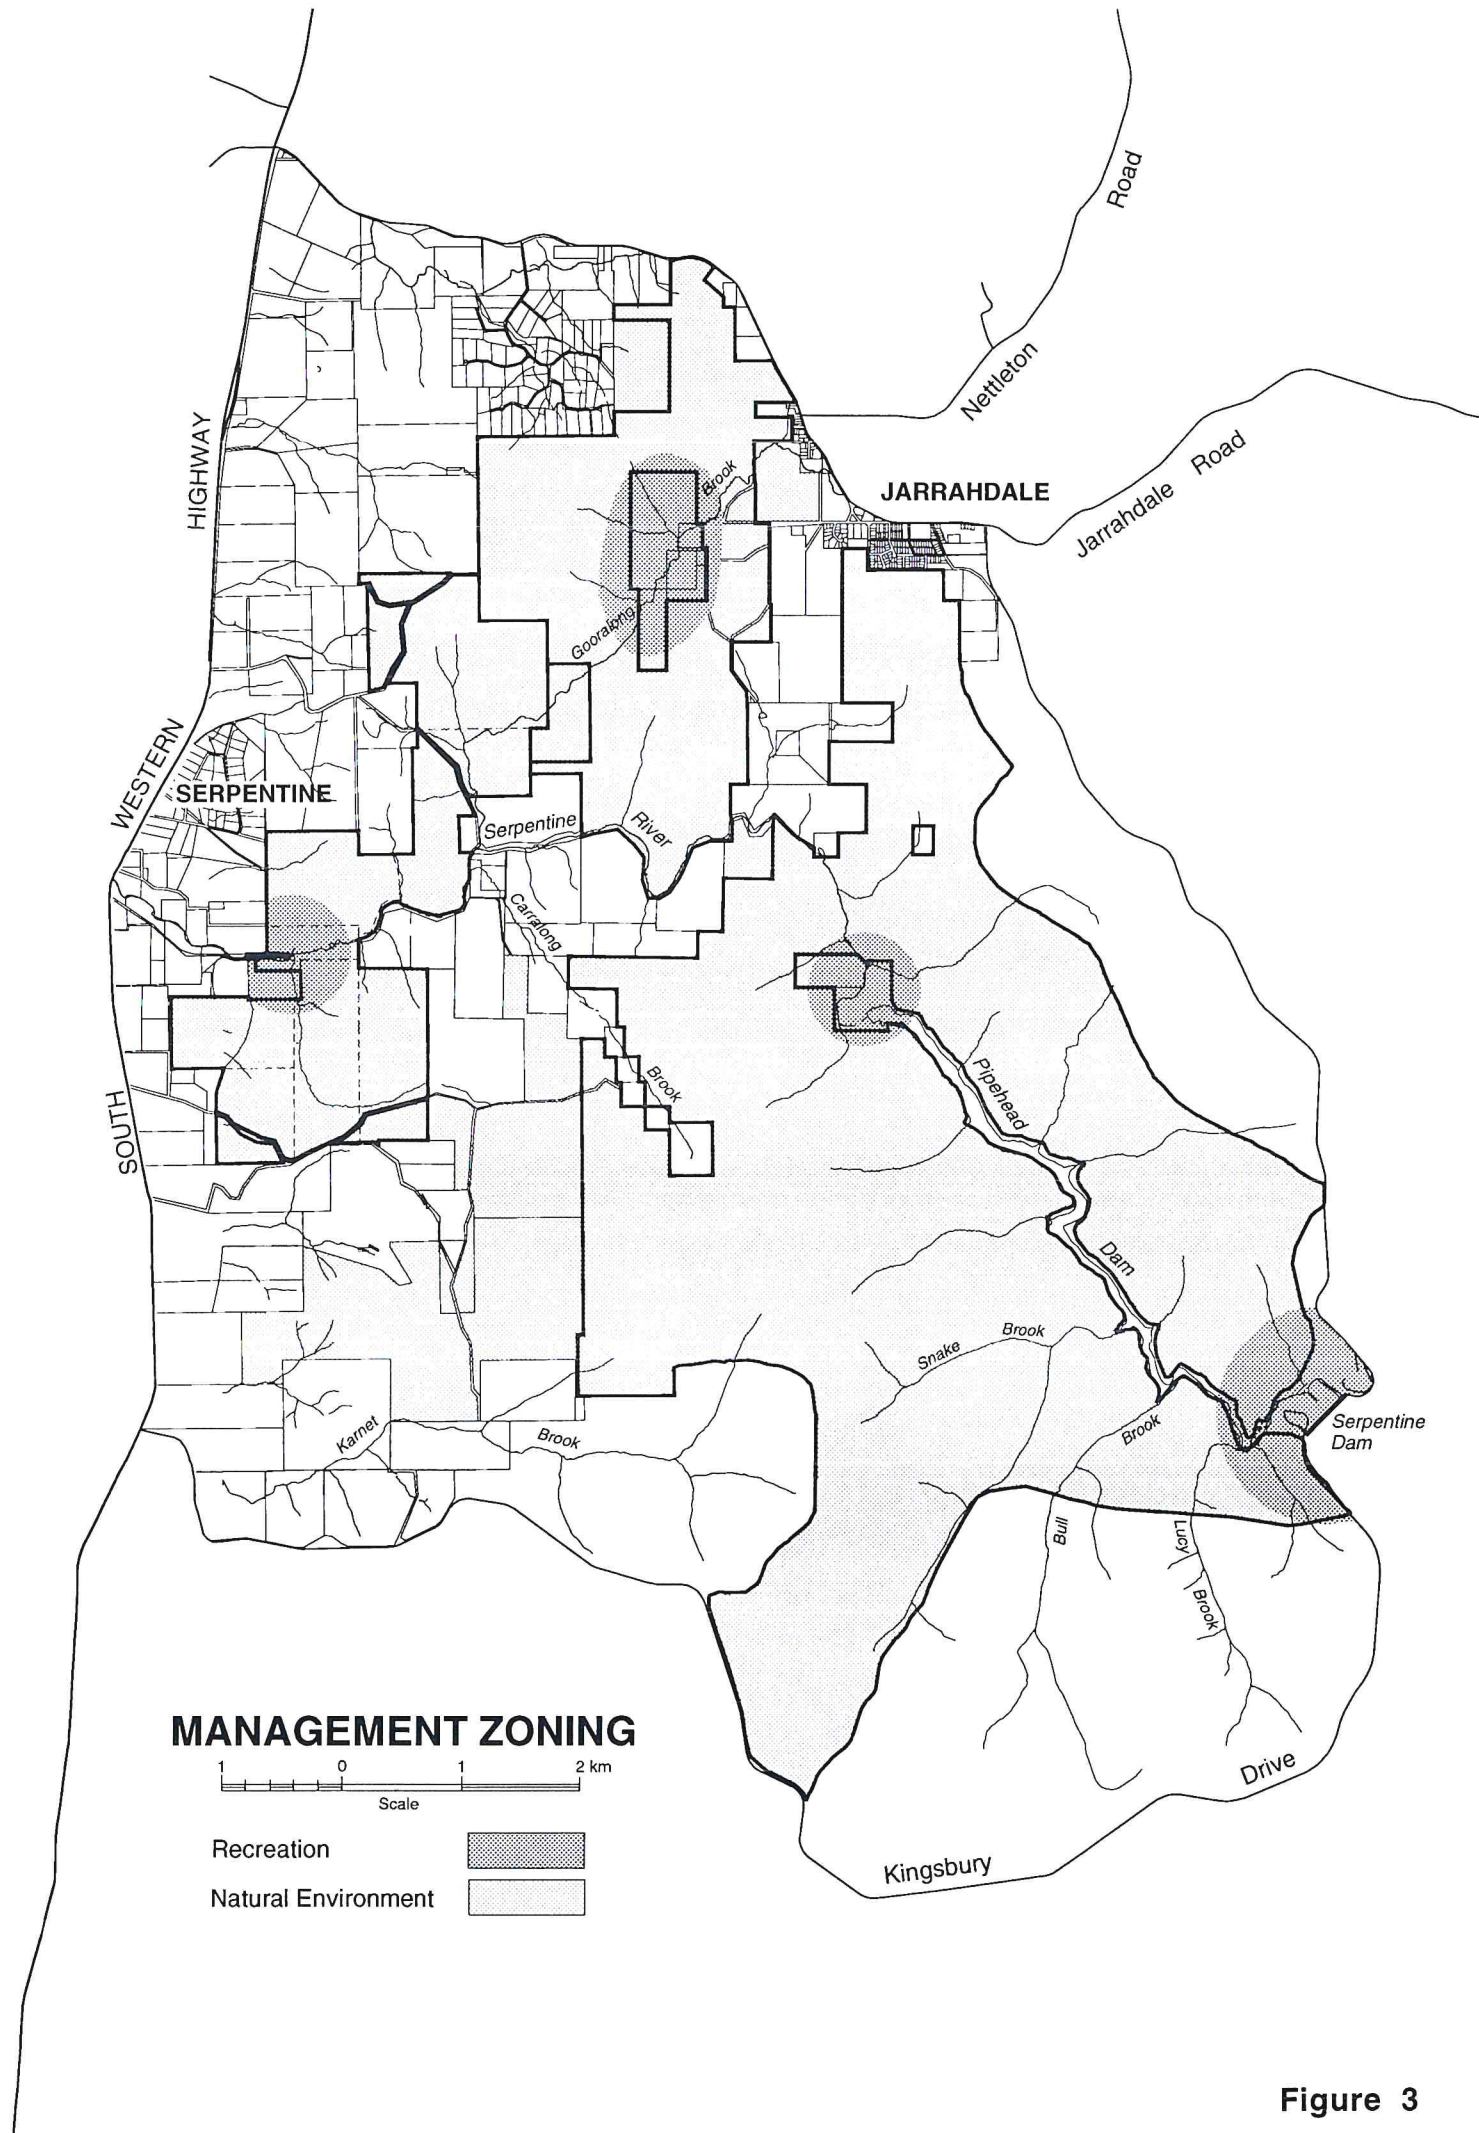 Road
Nettleton
HIGHWAY
Brook
JARRAHDALE
Road
Jarrahdale
Gooralong
WESTERN
SERPENTINE
Serpentine
River
Carralong
Pipehead
Brook
SOUTH
Dam
Snake
Brook
Karnet
Brook
Brook
Serpentine
Dam
Bull
Lucy
Brook
MANAGEMENT ZONING
1 0 1 2 km
Scale
Drive
Recreation
Kingsbury
Natural Environment
Figure 3